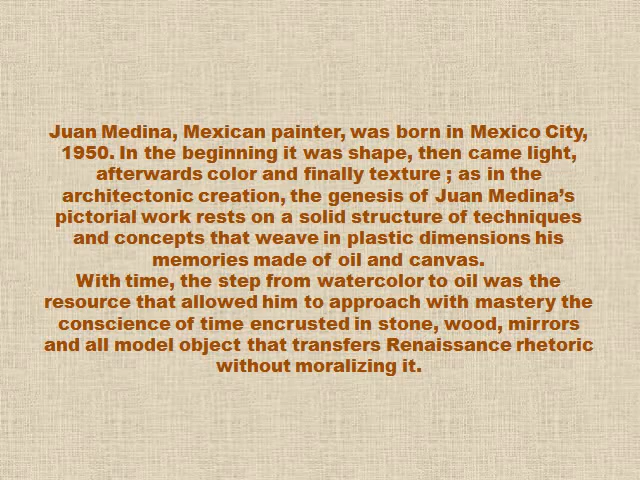 Juan Medina, Mexican painter, was born in Mexico City,
1950. In the beginning it was shape, then came light,
afterwards color and finally texture ; as in the
architectonic creation, the genesis of Juan Medina’s
pictorial work rests on a solid structure of techniques
and concepts that weave in plastic dimensions his
memories made of oil and canvas.
With time, the step from watercolor to oil was the
resource that allowed him to approach with mastery the
conscience of time encrusted in stone, wood, mirrors
and all model object that transfers Renaissance rhetoric
without moralizing it.